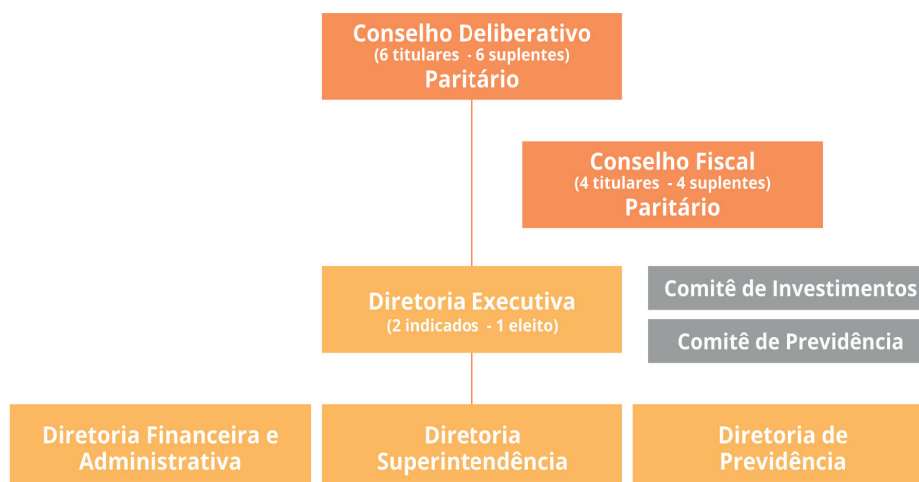 Conselho Deliberativo
(6 titulares - 6 suplentes)
Paritário
Conselho Fiscal
(4 titulares - 4 suplentes)
Paritário
Diretoria Executiva
(2 indicados - 1 eleito)
Comitê de Investimentos
Comitê de Previdência
Diretoria Financeira e
Administrativa
Diretoria
Superintendência
Diretoria de
Previdência